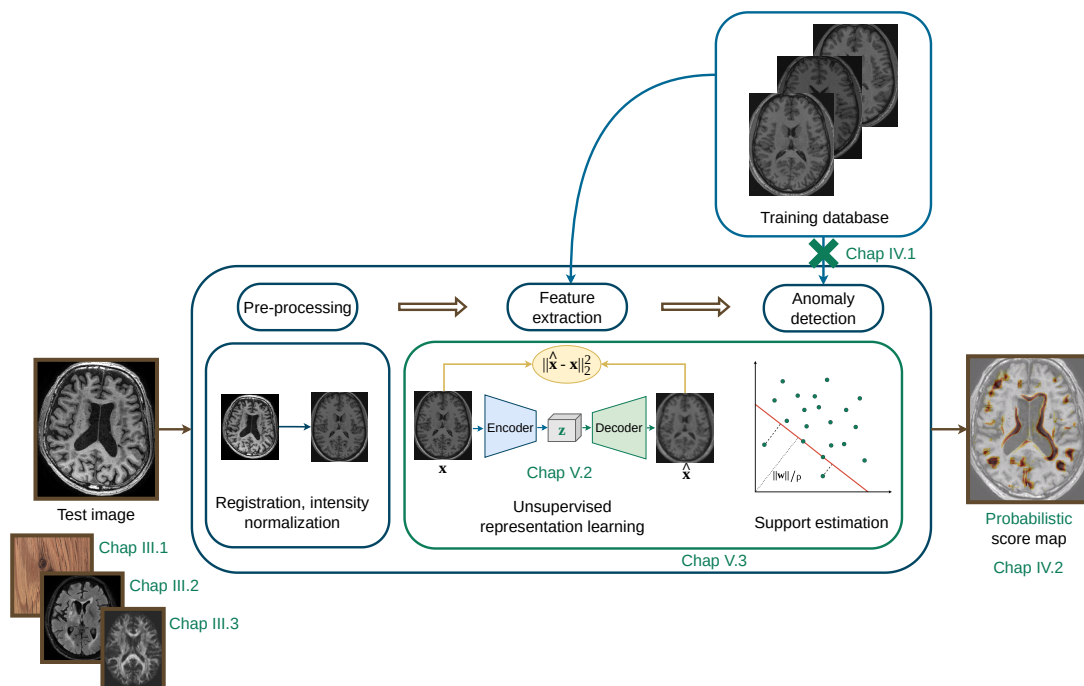 Training database
Chap IV.1
Pre-processing
Feature
extraction
Anomaly
detection
||x̂ - x||₂²
Encoder
z
Decoder
x
x̂
Chap V.2
||w||/ρ
Test image
Registration, intensity
normalization
Unsupervised
representation learning
Support estimation
Chap V.3
Probabilistic
score map
Chap IV.2
Chap III.1
Chap III.2
Chap III.3